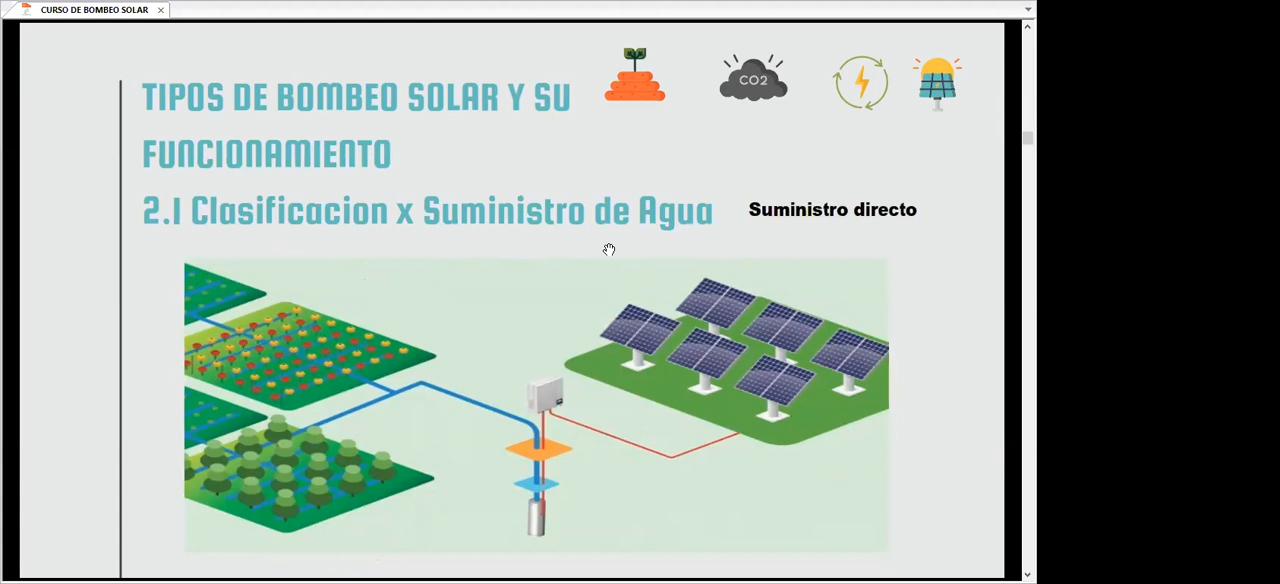 CURSO DE BOMBEO SOLAR
TIPOS DE BOMBEO SOLAR Y SU
FUNCIONAMIENTO
2.1 Clasificacion x Suministro de Agua
Suministro directo
CO2